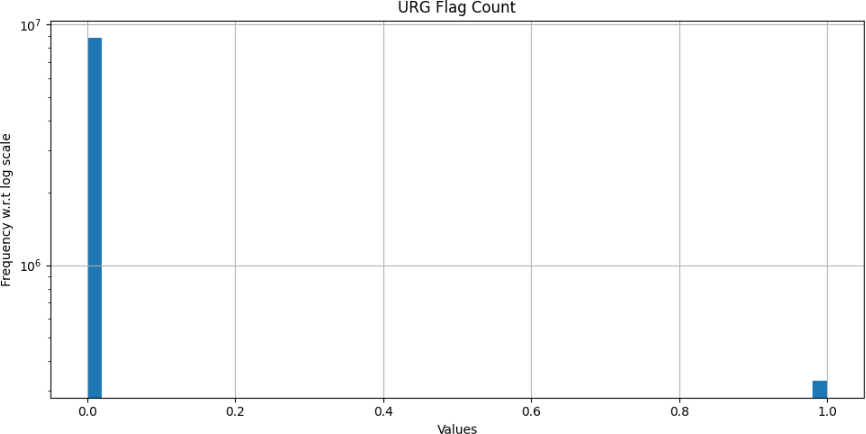 URG Flag Count
Frequency w.r.t log scale
10⁷
10⁶
0.0 0.2 0.4 0.6 0.8 1.0
Values